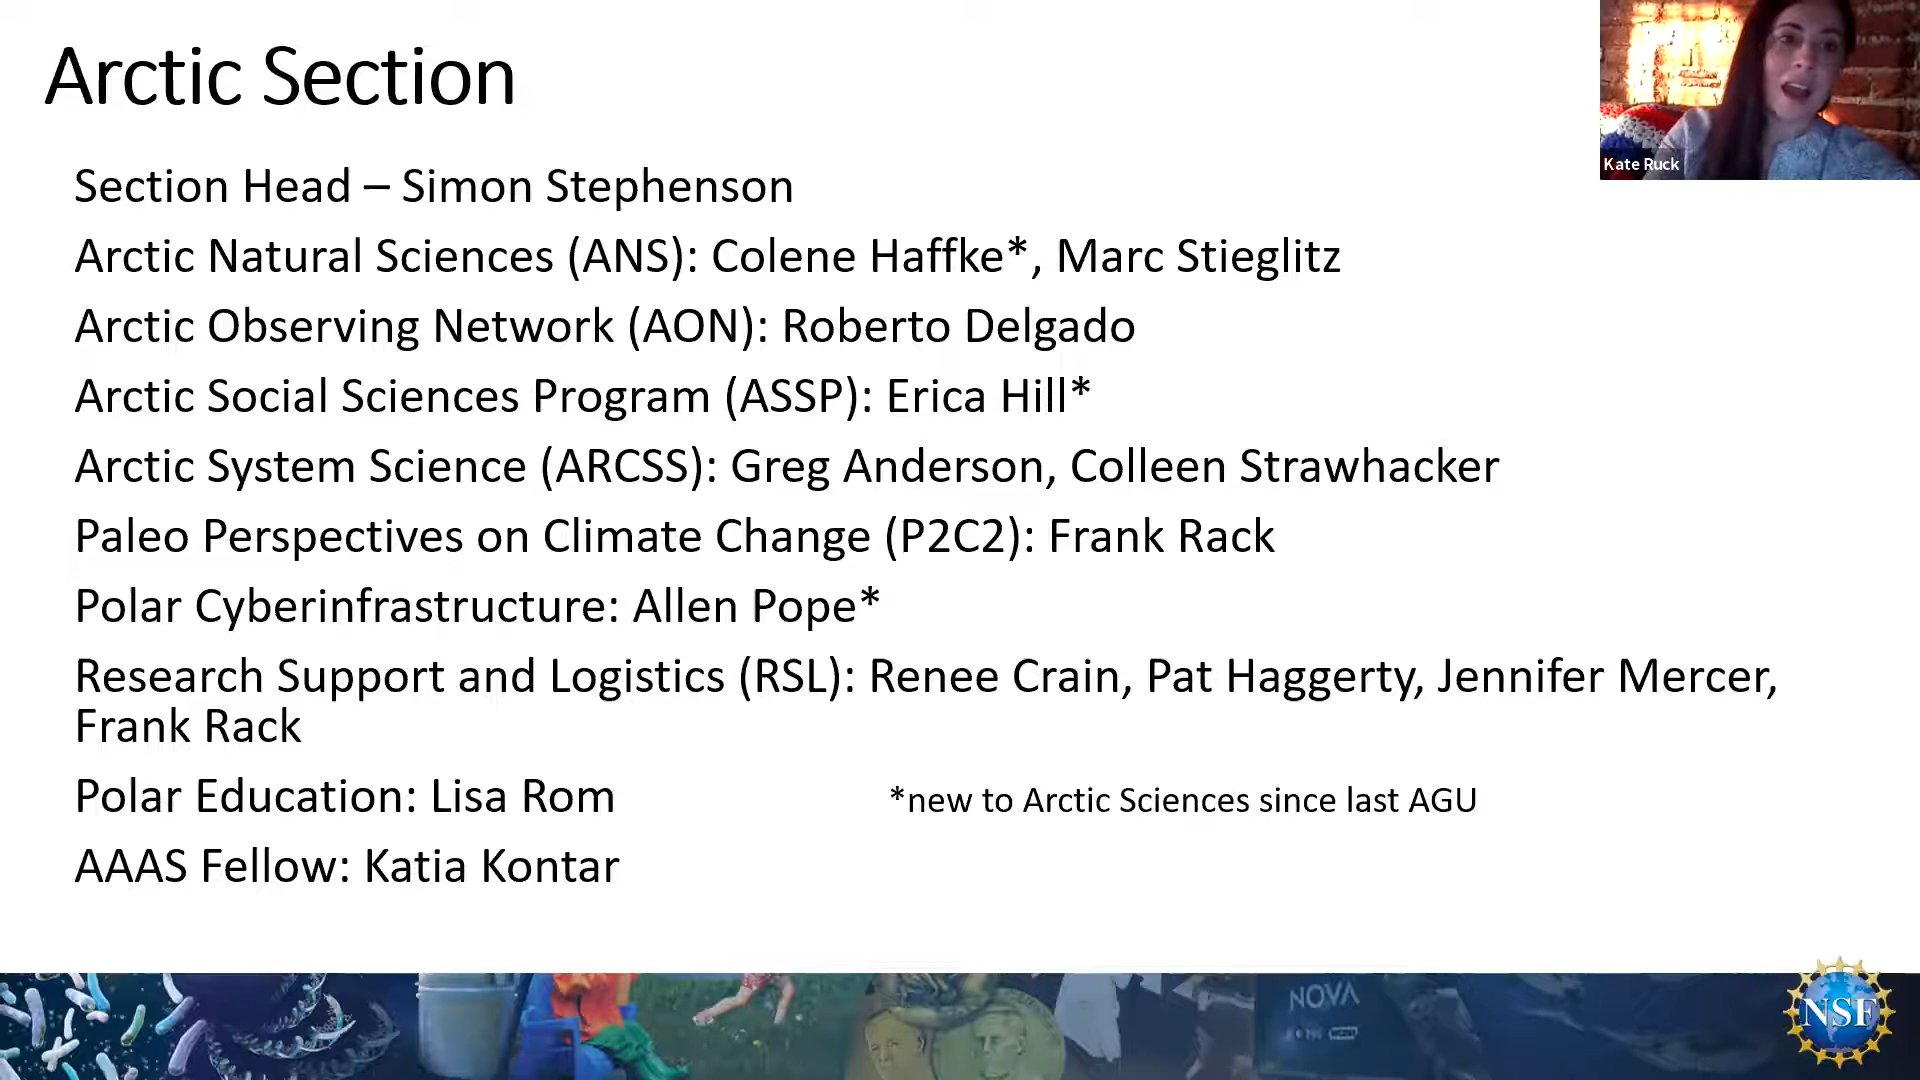 Arctic Section
Kate Ruck
Section Head – Simon Stephenson
Arctic Natural Sciences (ANS): Colene Haffke*, Marc Stieglitz
Arctic Observing Network (AON): Roberto Delgado
Arctic Social Sciences Program (ASSP): Erica Hill*
Arctic System Science (ARCSS): Greg Anderson, Colleen Strawhacker
Paleo Perspectives on Climate Change (P2C2): Frank Rack
Polar Cyberinfrastructure: Allen Pope*
Research Support and Logistics (RSL): Renee Crain, Pat Haggerty, Jennifer Mercer,
Frank Rack
Polar Education: Lisa Rom
*new to Arctic Sciences since last AGU
AAAS Fellow: Katia Kontar
NOVA
NSF